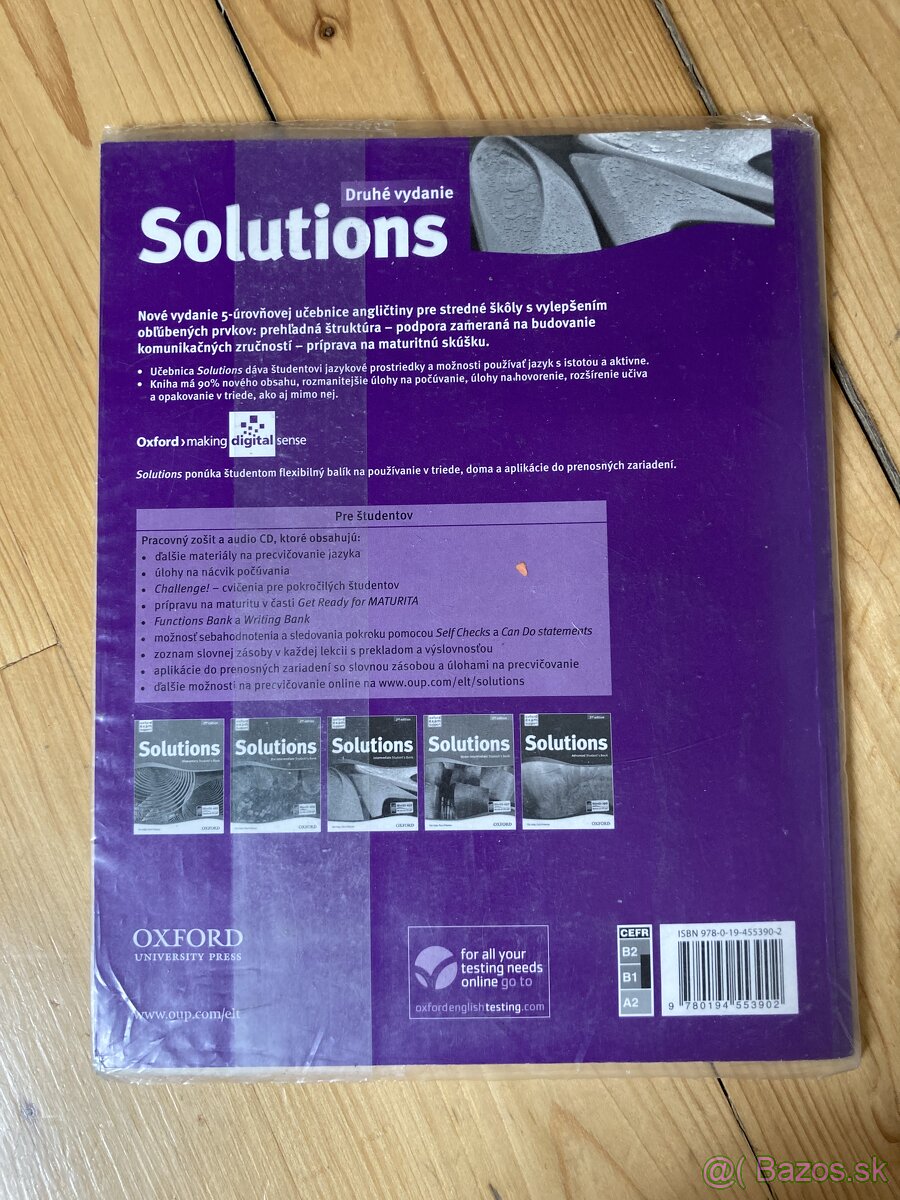 Druhé vydanie
Solutions
Nové vydanie 5-úrovňovej učebnice angličtiny pre stredné škôly s vylepšením
obľúbených prvkov: prehľadná štruktúra – podpora zameraná na budovanie
komunikačných zručností – príprava na maturitnú skúšku.
• Učebnica Solutions dáva študentovi jazykové prostriedky a možnosti používať jazyk s istotou a aktivne.
• Kniha má 90% nového obsahu, rozmanitejšie úlohy na počúvanie, úlohy na hovorenie, rozšírenie učiva
a opakovanie v triede, ako aj mimo nej.
Oxford › making digital sense
Solutions ponúka študentom flexibilný balík na používanie v triede, doma a aplikácie do prenosných zariadení.
Pre študentov
Pracovný zošit a audio CD, ktoré obsahujú:
• ďalšie materiály na precvičovanie jazyka
• úlohy na nácvik počúvania
• Challenge! – cvičenia pre pokročilých študentov
• prípravu na maturitu v časti Get Ready for MATURITA
• Functions Bank a Writing Bank
• možnosť sebahodnotenia a sledovania pokroku pomocou Self Checks a Can Do statements
• zoznam slovnej zásoby v každej lekcii s prekladom a výslovnosťou
• aplikácie do prenosných zariadení so slovnou zásobou a úlohami na precvičovanie
• ďalšie možnosti na precvičovanie online na www.oup.com/elt/solutions
Solutions Solutions Solutions Solutions Solutions
OXFORD OXFORD OXFORD OXFORD OXFORD
OXFORD
UNIVERSITY PRESS
www.oup.com/elt
for all your
testing needs
online go to
oxfordenglishtesting.com
CEFR
B2
B1
A2
ISBN 978-0-19-455390-2
9 780194 553902
@( Bazos.sk